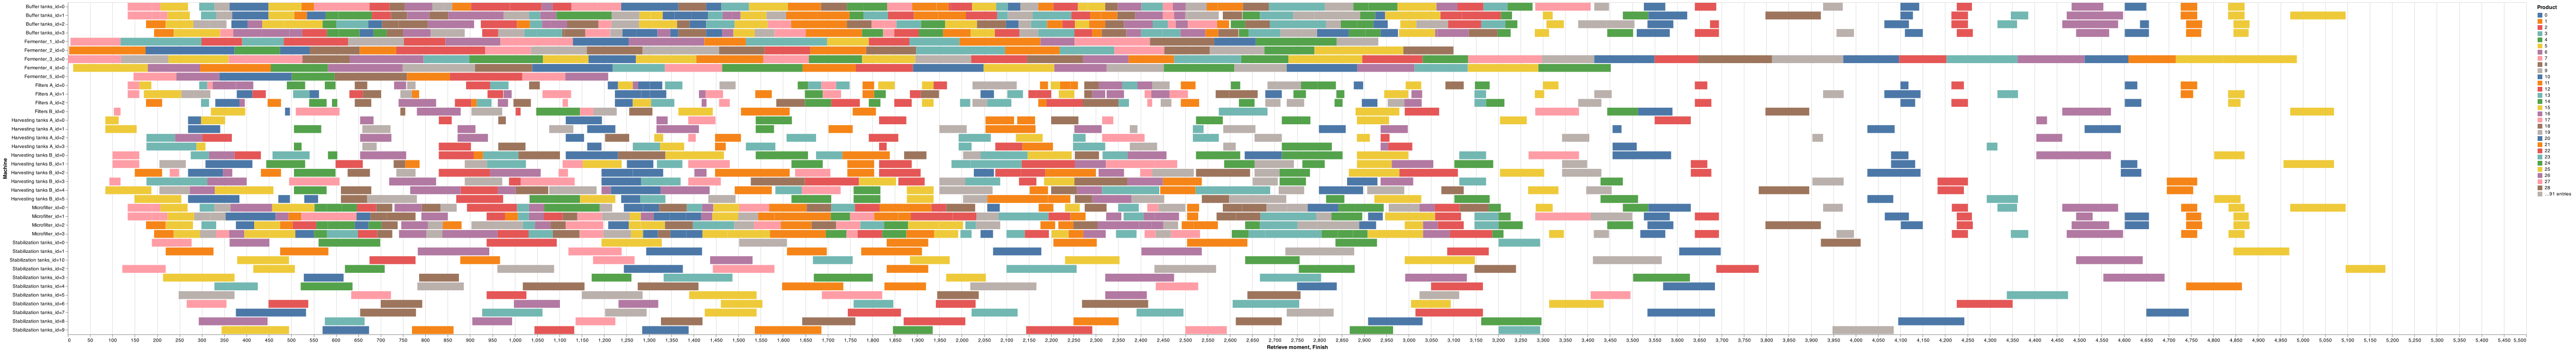 Product
Buffer tanks_id=0
Buffer tanks_id=1
Buffer tanks_id=2
Buffer tanks_id=3
Fermenter_1_id=0
Fermenter_2_id=0
Fermenter_3_id=0
Fermenter_4_id=0
Fermenter_5_id=0
Filters A_id=0
Filters A_id=1
Filters A_id=2
Filters B_id=0
Harvesting tanks A_id=0
Harvesting tanks A_id=1
Harvesting tanks A_id=2
Harvesting tanks A_id=3
Harvesting tanks B_id=0
Harvesting tanks B_id=1
Harvesting tanks B_id=2
Harvesting tanks B_id=3
Harvesting tanks B_id=4
Harvesting tanks B_id=5
Microfilter_id=0
Microfilter_id=1
Microfilter_id=2
Microfilter_id=3
Stabilization tanks_id=0
Stabilization tanks_id=1
Stabilization tanks_id=10
Stabilization tanks_id=2
Stabilization tanks_id=3
Stabilization tanks_id=4
Stabilization tanks_id=5
Stabilization tanks_id=6
Stabilization tanks_id=7
Stabilization tanks_id=8
Stabilization tanks_id=9
Machine
0 50 100 150 200 250 300 350 400 450 500 550 600 650 700 750 800 850 900 950 1,000 1,050 1,100 1,150 1,200 1,250 1,300 1,350 1,400 1,450 1,500 1,550 1,600 1,650 1,700 1,750 1,800 1,850 1,900 1,950 2,000 2,050 2,100 2,150 2,200 2,250 2,300 2,350 2,400 2,450 2,500 2,550 2,600 2,650 2,700 2,750 2,800 2,850 2,900 2,950 3,000 3,050 3,100 3,150 3,200 3,250 3,300 3,350 3,400 3,450 3,500 3,550 3,600 3,650 3,700 3,750 3,800 3,850 3,900 3,950 4,000 4,050 4,100 4,150 4,200 4,250 4,300 4,350 4,400 4,450 4,500 4,550 4,600 4,650 4,700 4,750 4,800 4,850 4,900 4,950 5,000 5,050 5,100 5,150 5,200 5,250 5,300 5,350 5,400 5,450 5,500
Retrieve moment, Finish
0
1
2
3
4
5
6
7
8
9
10
11
12
13
14
15
16
17
18
19
20
21
22
23
24
25
26
27
28